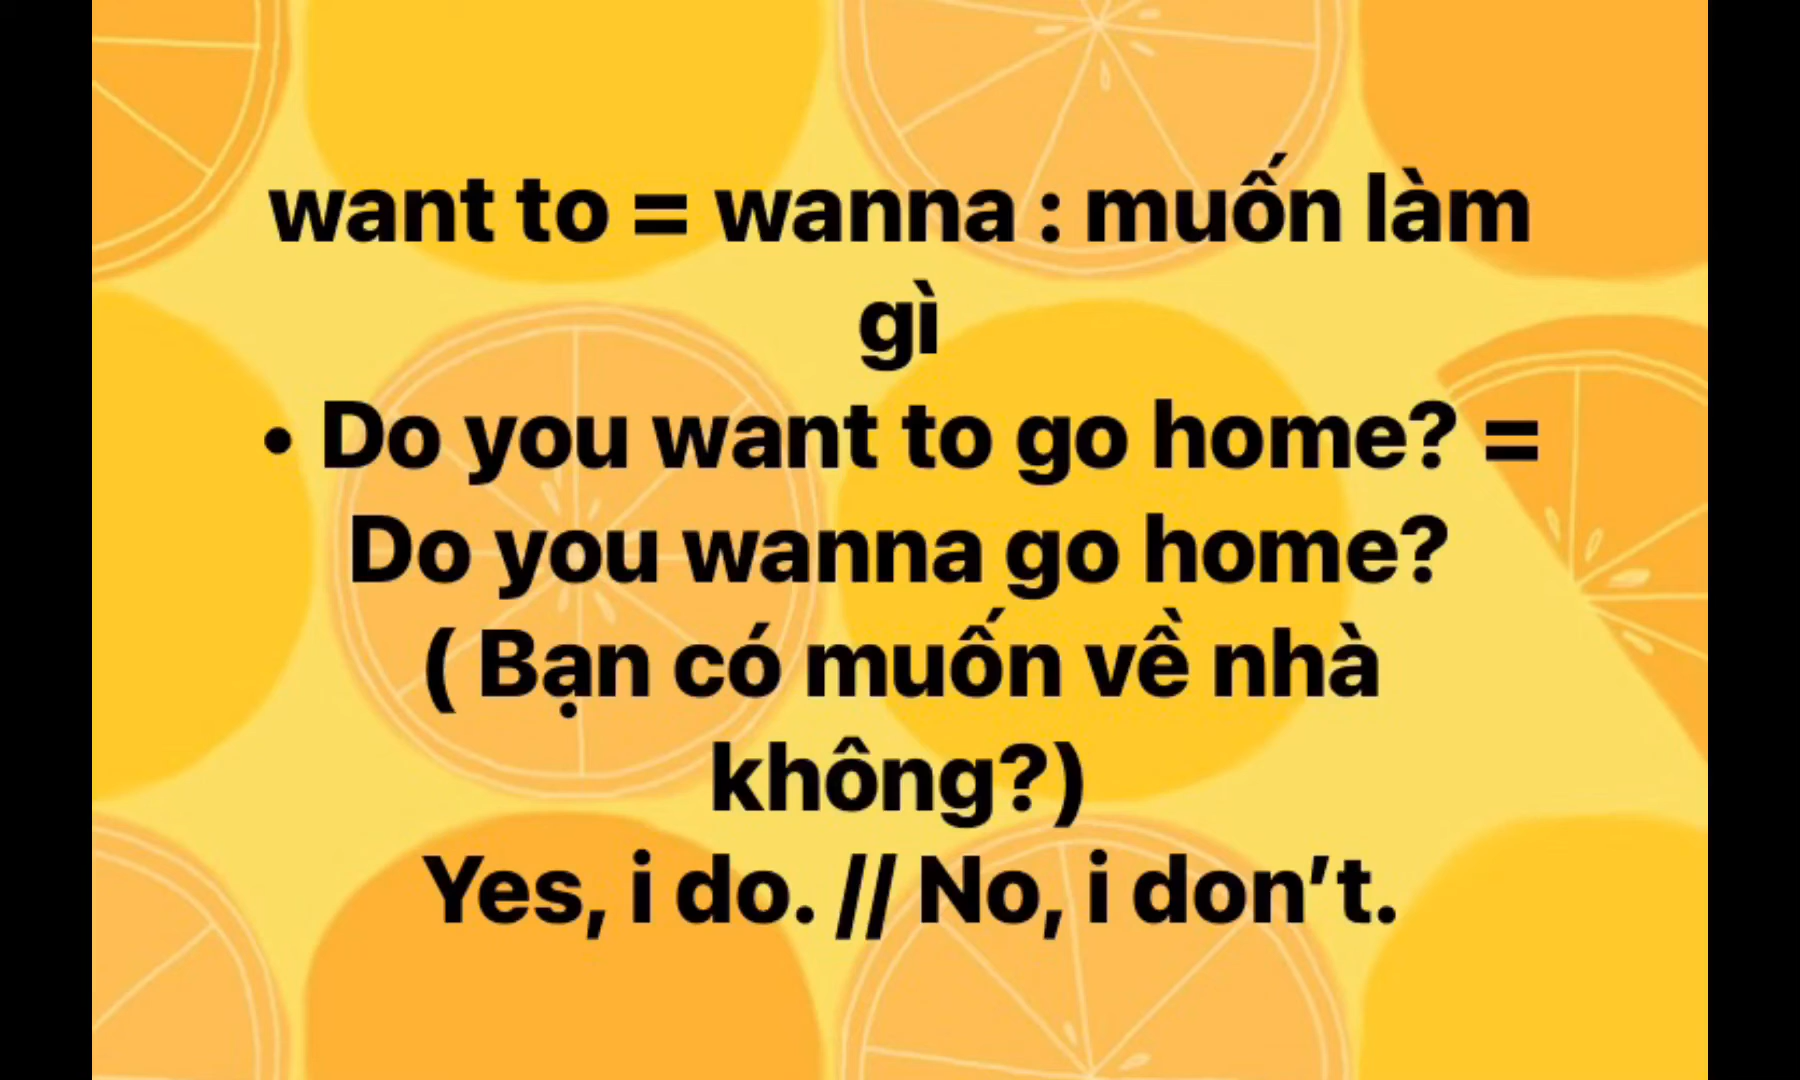 want to = wanna : muốn làm
gì
• Do you want to go home? =
Do you wanna go home?
( Bạn có muốn về nhà
không?)
Yes, i do. // No, i don’t.